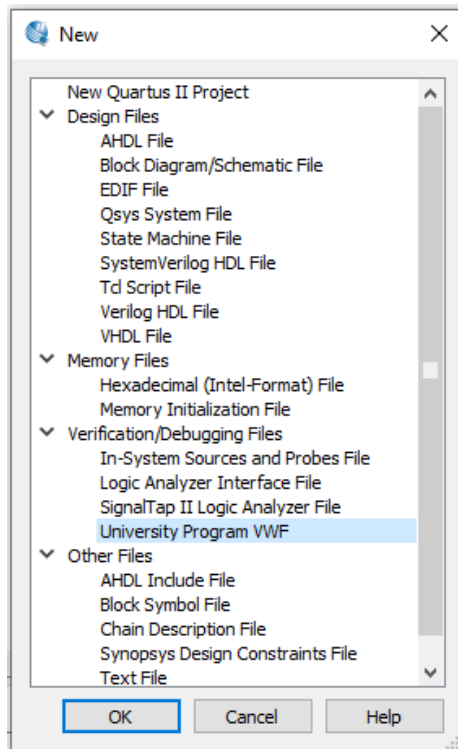 New
New Quartus II Project
Design Files
AHDL File
Block Diagram/Schematic File
EDIF File
Qsys System File
State Machine File
SystemVerilog HDL File
Tcl Script File
Verilog HDL File
VHDL File
Memory Files
Hexadecimal (Intel-Format) File
Memory Initialization File
Verification/Debugging Files
In-System Sources and Probes File
Logic Analyzer Interface File
SignalTap II Logic Analyzer File
University Program VWF
Other Files
AHDL Include File
Block Symbol File
Chain Description File
Synopsys Design Constraints File
Text File
OK Cancel Help